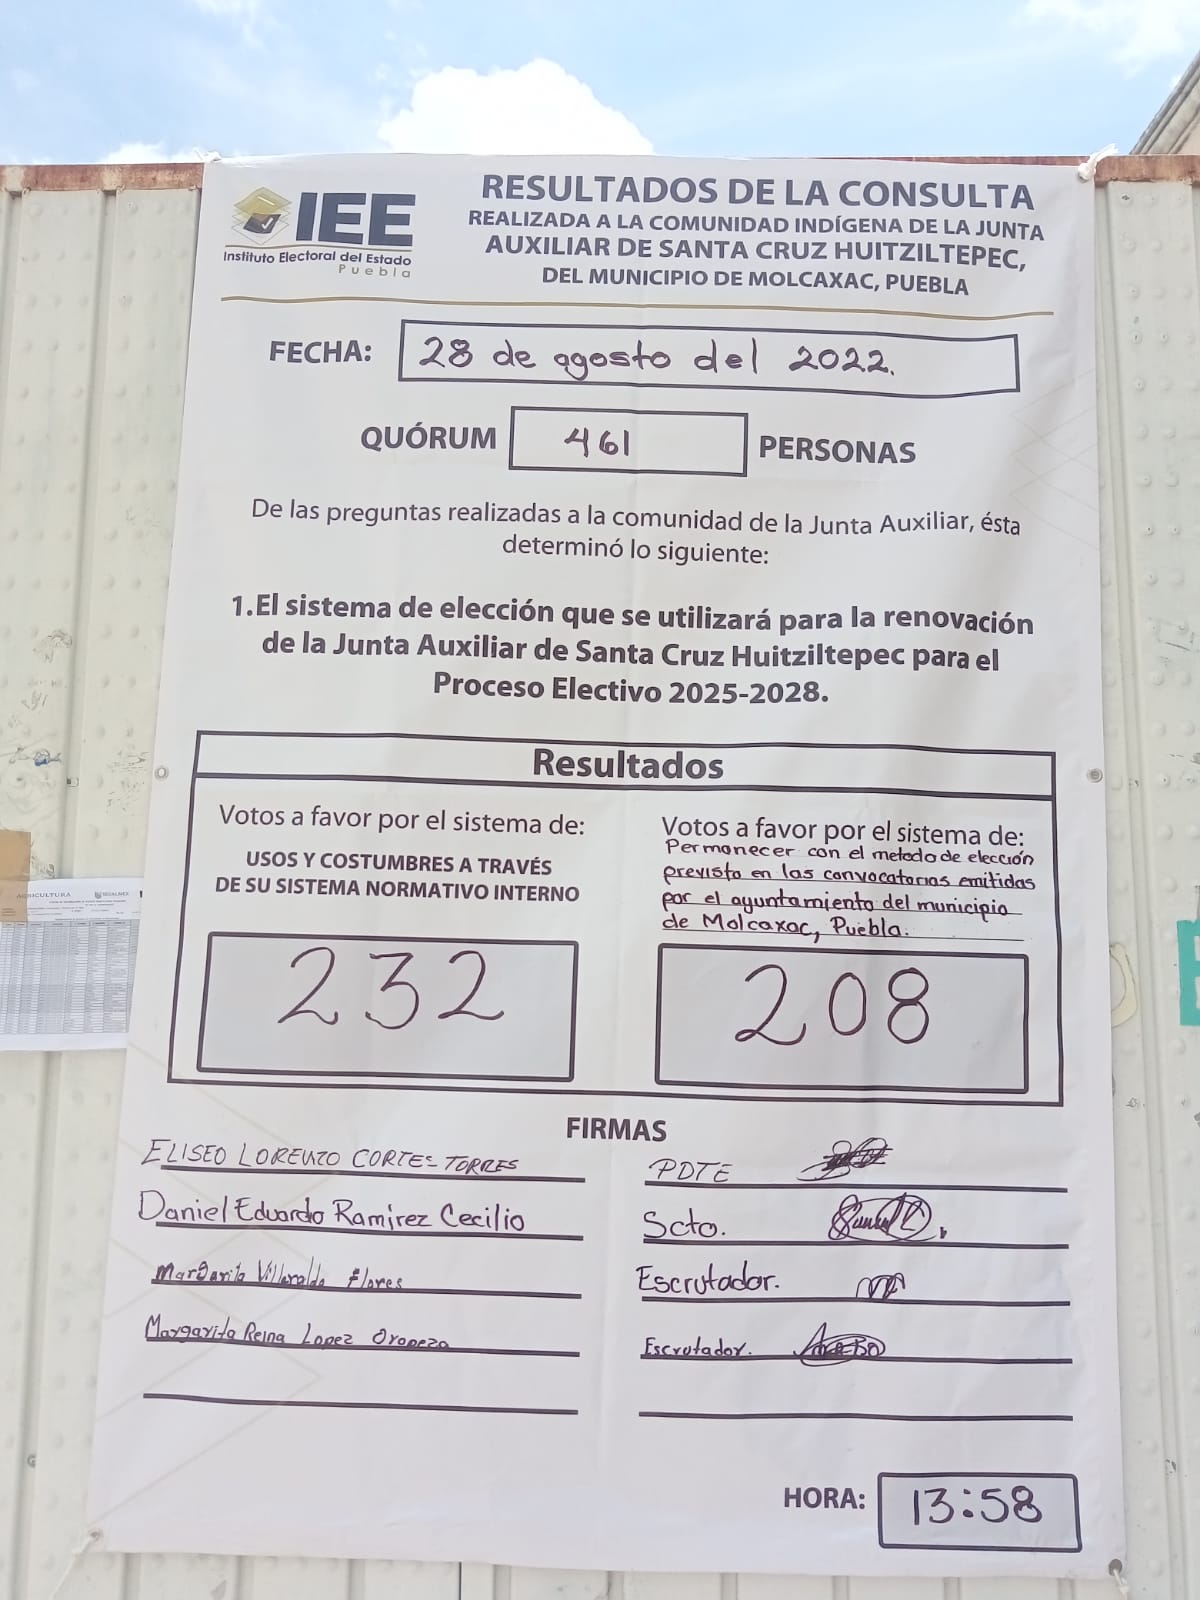 IEE
Instituto Electoral del Estado
Puebla
RESULTADOS DE LA CONSULTA
REALIZADA A LA COMUNIDAD INDÍGENA DE LA JUNTA
AUXILIAR DE SANTA CRUZ HUITZILTEPEC,
DEL MUNICIPIO DE MOLCAXAC, PUEBLA
FECHA: 28 de agosto del 2022.
QUÓRUM 461 PERSONAS
De las preguntas realizadas a la comunidad de la Junta Auxiliar, ésta
determinó lo siguiente:
1.El sistema de elección que se utilizará para la renovación
de la Junta Auxiliar de Santa Cruz Huitziltepec para el
Proceso Electivo 2025-2028.
Resultados
Votos a favor por el sistema de:
USOS Y COSTUMBRES A TRAVÉS
DE SU SISTEMA NORMATIVO INTERNO
232
Votos a favor por el sistema de:
Permanecer con el metodo de elección
previsto en las convocatorias emitidas
por el ayuntamiento del municipio
de Molcaxac, Puebla.
208
FIRMAS
ELISEO LORENZO CORTES TORRES PDTE
Daniel Eduardo Ramirez Cecilio Scto.
Margarita Villeralda Flores Escrutador.
Margarita Reina Lopez Oropeza Escrutador.
HORA: 13:58
AGRICULTURA
SEGALMEX